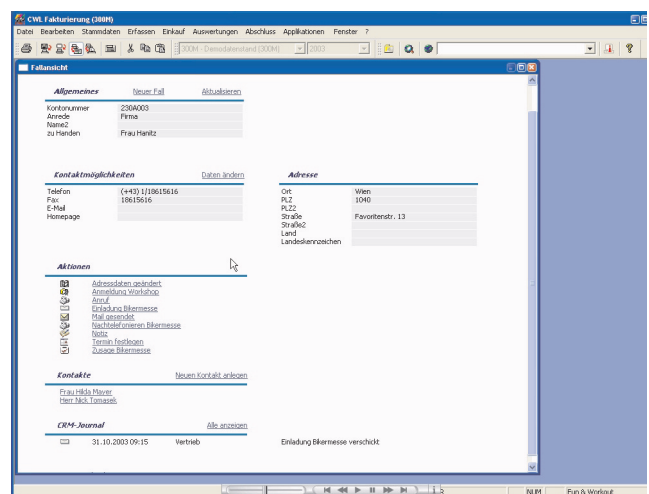 CWL Fakturierung (300M)
Datei Bearbeiten Stammdaten Erfassen Einkauf Auswertungen Abschluss Applikationen Fenster ?
300M - Demodatenstand (300M) 2003
Fallansicht
Allgemeines Neuer Fall Aktualisieren
Kontonummer 230A003
Anrede Firma
Name2
zu Handen Frau Hanitz
Kontaktmöglichkeiten Daten ändern Adresse
Telefon (+43) 1/18615616 Ort Wien
Fax 18615616 PLZ 1040
E-Mail PLZ2
Homepage Straße Favoritenstr. 13
Straße2
Land
Landeskennzeichen
Aktionen
Adressdaten geändert
Anmeldung Workshop
Anruf
Einladung Bikermesse
Mail gesendet
Nachtelefonieren Bikermesse
Notiz
Termin festlegen
Zusage Bikermesse
Kontakte Neuen Kontakt anlegen
Frau Hilda Mayer
Herr Nick Tomasek
CRM-Journal Alle anzeigen
31.10.2003 09:15 Vertrieb Einladung Bikermesse verschickt
NUM Fun & Workout